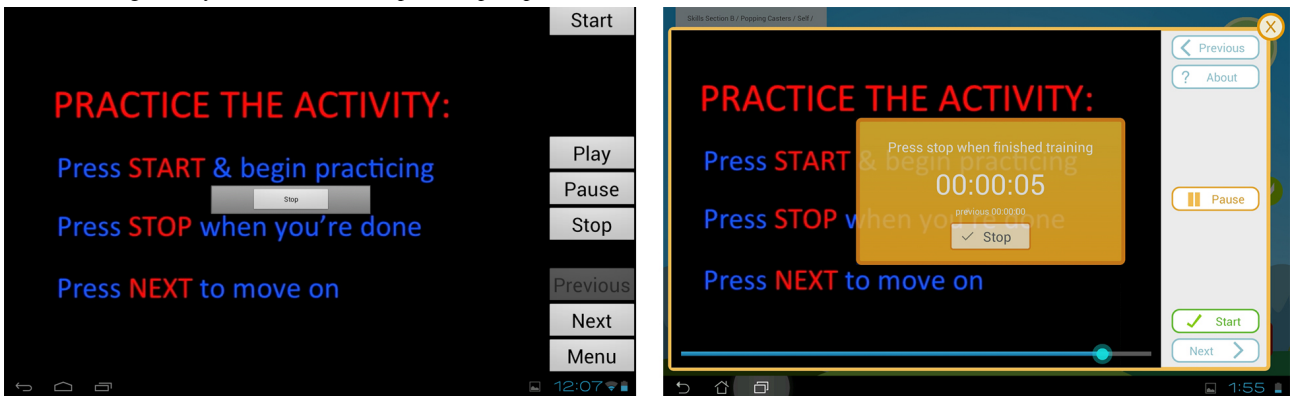 Start
PRACTICE THE ACTIVITY:
Press START & begin practicing
Stop
Press STOP when you're done
Press NEXT to move on
Play
Pause
Stop
Previous
Next
Menu
12:07
Skills Section B / Popping Casters / Self /
X
Previous
? About
PRACTICE THE ACTIVITY:
Press START & begin practicing
Press stop when finished training
00:00:05
previous 00:00:00
Stop
Press STOP when you're done
Press NEXT to move on
Pause
Start
Next
1:55